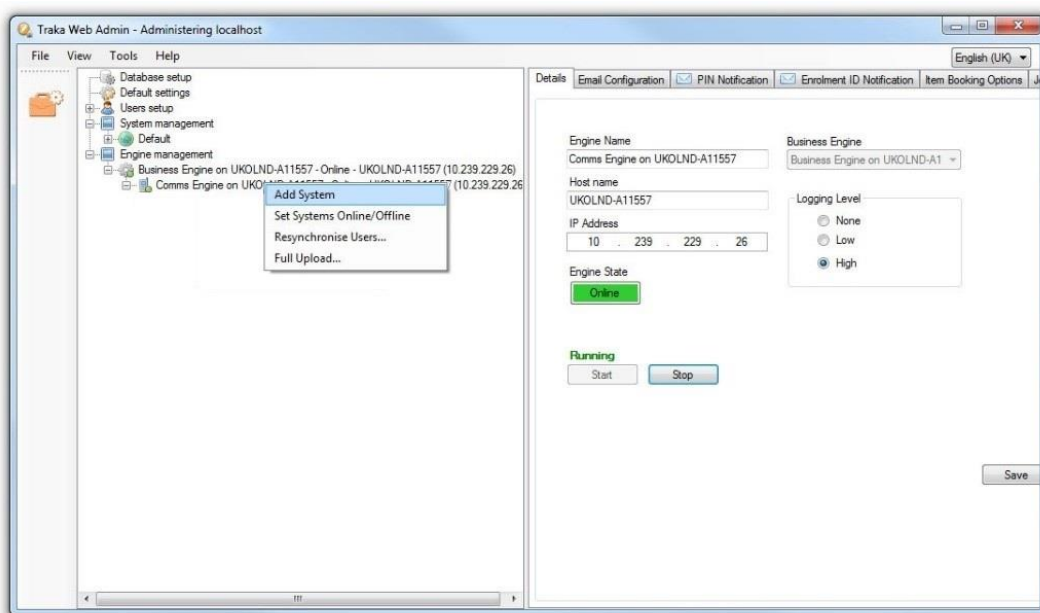 Traka Web Admin - Administering localhost
File View Tools Help
English (UK)
Database setup
Default settings
Users setup
System management
Default
Engine management
Business Engine on UKOLND-A11557 - Online - UKOLND-A11557 (10.239.229.26)
Comms Engine on UKO
(10.239.229.26
Add System
Set Systems Online/Offline
Resynchronise Users...
Full Upload...
Details Email Configuration PIN Notification Enrolment ID Notification Item Booking Options
Engine Name
Comms Engine on UKOLND-A11557
Business Engine
Business Engine on UKOLND-A1
Host name
UKOLND-A11557
Logging Level
None
Low
High
IP Address
10 . 239 . 229 . 26
Engine State
Online
Running
Start Stop
Save